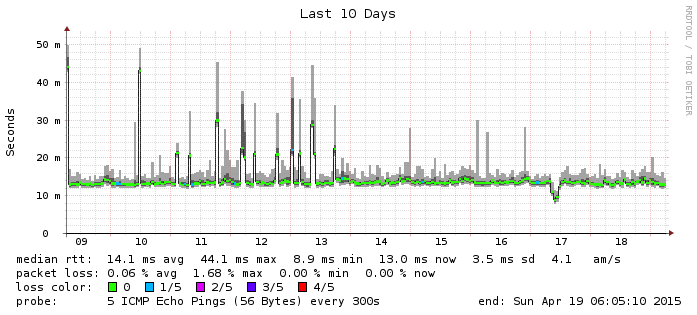 Last 10 Days
RRDTOOL / TOBI OETIKER
Seconds
50 m
40 m
30 m
20 m
10 m
0
09 10 11 12 13 14 15 16 17 18
median rtt: 14.1 ms avg 44.1 ms max 8.9 ms min 13.0 ms now 3.5 ms sd 4.1 am/s
packet loss: 0.06 % avg 1.68 % max 0.00 % min 0.00 % now
loss color: 0 1/5 2/5 3/5 4/5
probe: 5 ICMP Echo Pings (56 Bytes) every 300s end: Sun Apr 19 06:05:10 2015